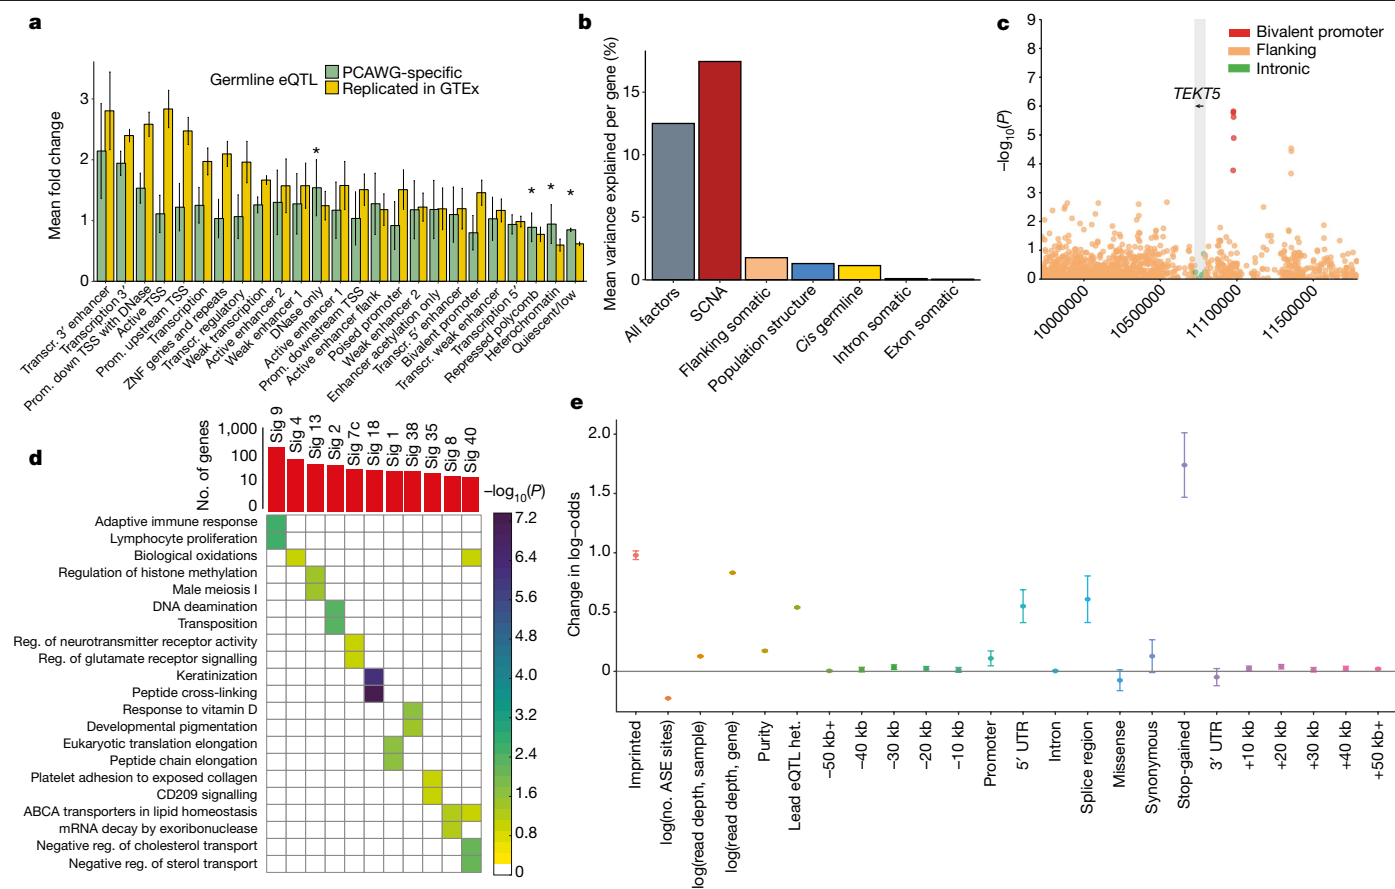 a
Germline eQTL
PCAWG-specific
Replicated in GTEx
Mean fold change
3
2
1
0
*
*
*
*
Transcr. 3′ enhancer
Transcription 3′
Prom. down TSS with DNase
Active TSS
Prom. upstream TSS
Transcription
ZNF genes and repeats
Transcr. regulatory
Weak transcription
Active enhancer 2
Weak enhancer 1
DNase only
Active enhancer 1
Prom. downstream TSS
Active enhancer flank
Poised promoter
Weak enhancer 2
Enhancer acetylation only
Transcr. 5′ enhancer
Bivalent promoter
Transcr. weak enhancer
Transcription 5′
Repressed polycomb
Heterochromatin
Quiescent/low
b
Mean variance explained per gene (%)
15
10
5
0
All factors
SCNA
Flanking somatic
Population structure
Cis germline
Intron somatic
Exon somatic
c
−log10(P)
9
8
7
6
5
4
3
2
1
0
Bivalent promoter
Flanking
Intronic
TEKT5
10000000
10500000
11000000
11500000
d
No. of genes
1,000
100
10
0
Sig 9
Sig 4
Sig 13
Sig 2
Sig 7c
Sig 18
Sig 1
Sig 38
Sig 35
Sig 8
Sig 40
Adaptive immune response
Lymphocyte proliferation
Biological oxidations
Regulation of histone methylation
Male meiosis I
DNA deamination
Transposition
Reg. of neurotransmitter receptor activity
Reg. of glutamate receptor signalling
Keratinization
Peptide cross-linking
Response to vitamin D
Developmental pigmentation
Eukaryotic translation elongation
Peptide chain elongation
Platelet adhesion to exposed collagen
CD209 signalling
ABCA transporters in lipid homeostasis
mRNA decay by exoribonuclease
Negative reg. of cholesterol transport
Negative reg. of sterol transport
−log10(P)
7.2
6.4
5.6
4.8
4.0
3.2
2.4
1.6
0.8
0
e
Change in log–odds
2.0
1.5
1.0
0.5
0
Imprinted
log(no. ASE sites)
log(read depth, sample)
log(read depth, gene)
Purity
Lead eQTL het.
−50 kb+
−40 kb
−30 kb
−20 kb
−10 kb
Promoter
5′ UTR
Intron
Splice region
Missense
Synonymous
Stop-gained
3′ UTR
+10 kb
+20 kb
+30 kb
+40 kb
+50 kb+